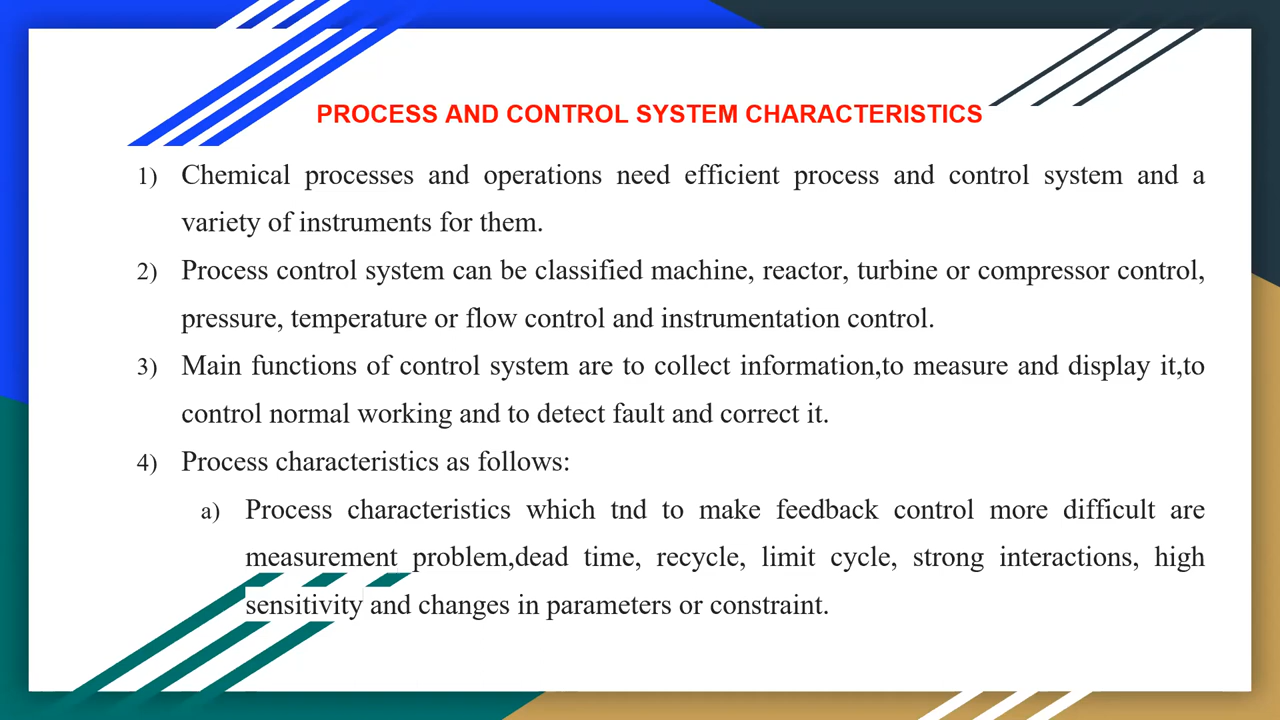 PROCESS AND CONTROL SYSTEM CHARACTERISTICS
1) Chemical processes and operations need efficient process and control system and a
variety of instruments for them.
2) Process control system can be classified machine, reactor, turbine or compressor control,
pressure, temperature or flow control and instrumentation control.
3) Main functions of control system are to collect information,to measure and display it,to
control normal working and to detect fault and correct it.
4) Process characteristics as follows:
a) Process characteristics which tnd to make feedback control more difficult are
measurement problem,dead time, recycle, limit cycle, strong interactions, high
sensitivity and changes in parameters or constraint.